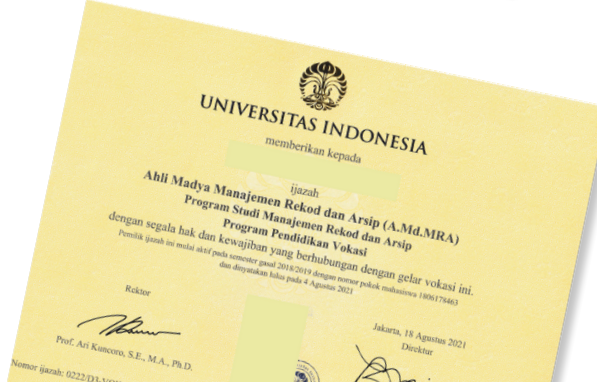 UNIVERSITAS INDONESIA
memberikan kepada
ijazah
Ahli Madya Manajemen Rekod dan Arsip (A.Md.MRA)
Program Studi Manajemen Rekod dan Arsip
Program Pendidikan Vokasi
dengan segala hak dan kewajiban yang berhubungan dengan gelar vokasi ini.
Pemilik ijazah ini mulai aktif pada semester gasal 2018/2019 dengan nomor pokok mahasiswa 1806178463
dan dinyatakan lulus pada 4 Agustus 2021
Rektor
Jakarta, 18 Agustus 2021
Direktur
Prof. Ari Kuncoro, S.E., M.A., Ph.D.
Nomor ijazah: